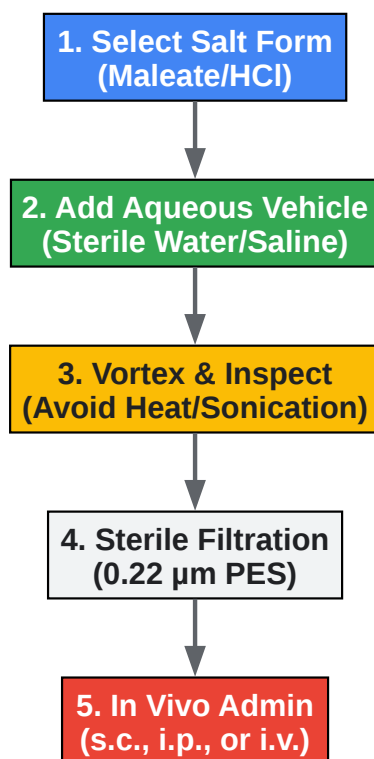 1. Select Salt Form
(Maleate/HCl)
2. Add Aqueous Vehicle
(Sterile Water/Saline)
3. Vortex & Inspect
(Avoid Heat/Sonication)
4. Sterile Filtration
(0.22 µm PES)
5. In Vivo Admin
(s.c., i.p., or i.v.)